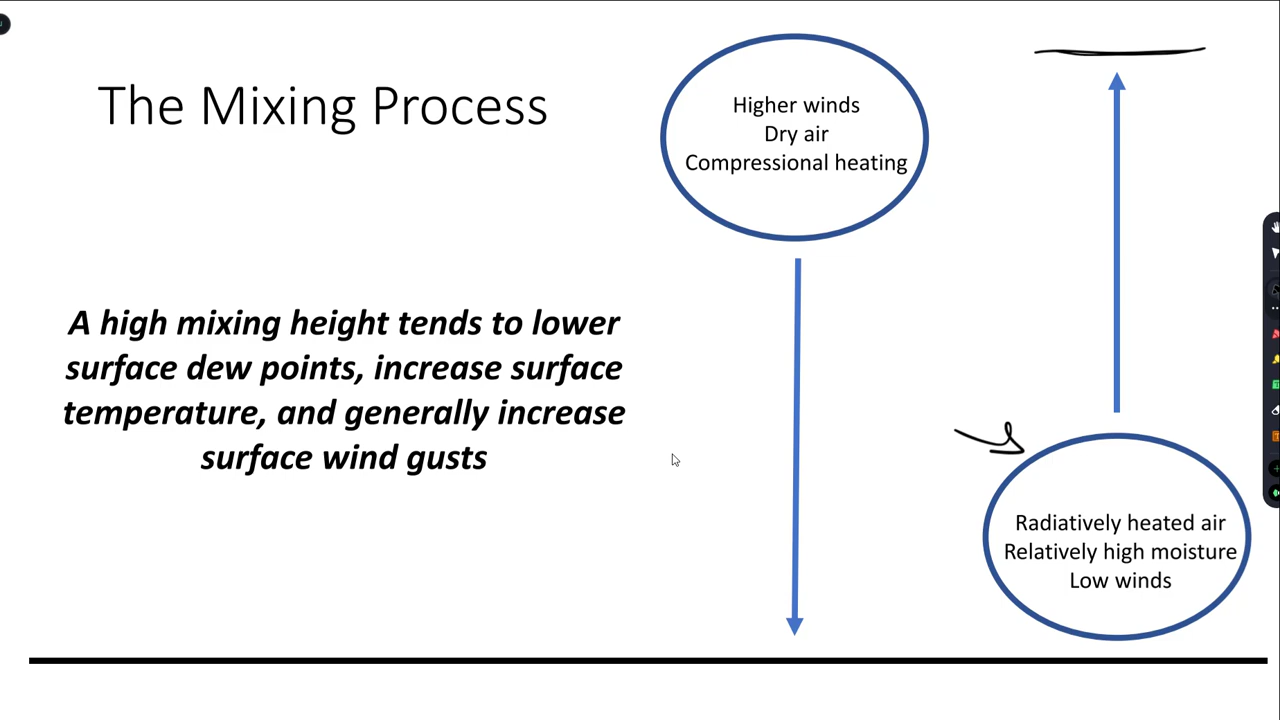 The Mixing Process
A high mixing height tends to lower
surface dew points, increase surface
temperature, and generally increase
surface wind gusts
Higher winds
Dry air
Compressional heating
Radiatively heated air
Relatively high moisture
Low winds